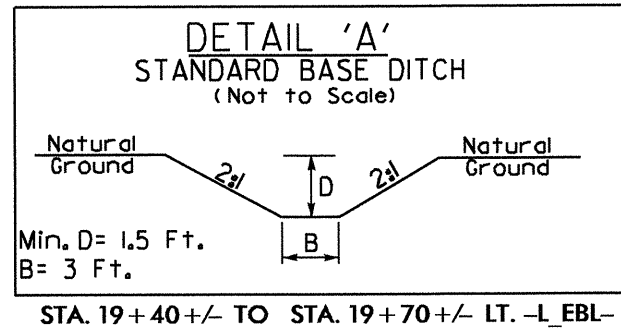 DETAIL 'A'
STANDARD BASE DITCH
(Not to Scale)
Natural
Ground
Natural
Ground
2:1
D
2:1
Min. D= 1.5 Ft.
B
B= 3 Ft.
STA. 19+40 +/- TO STA. 19+70 +/- LT. -L_EBL-